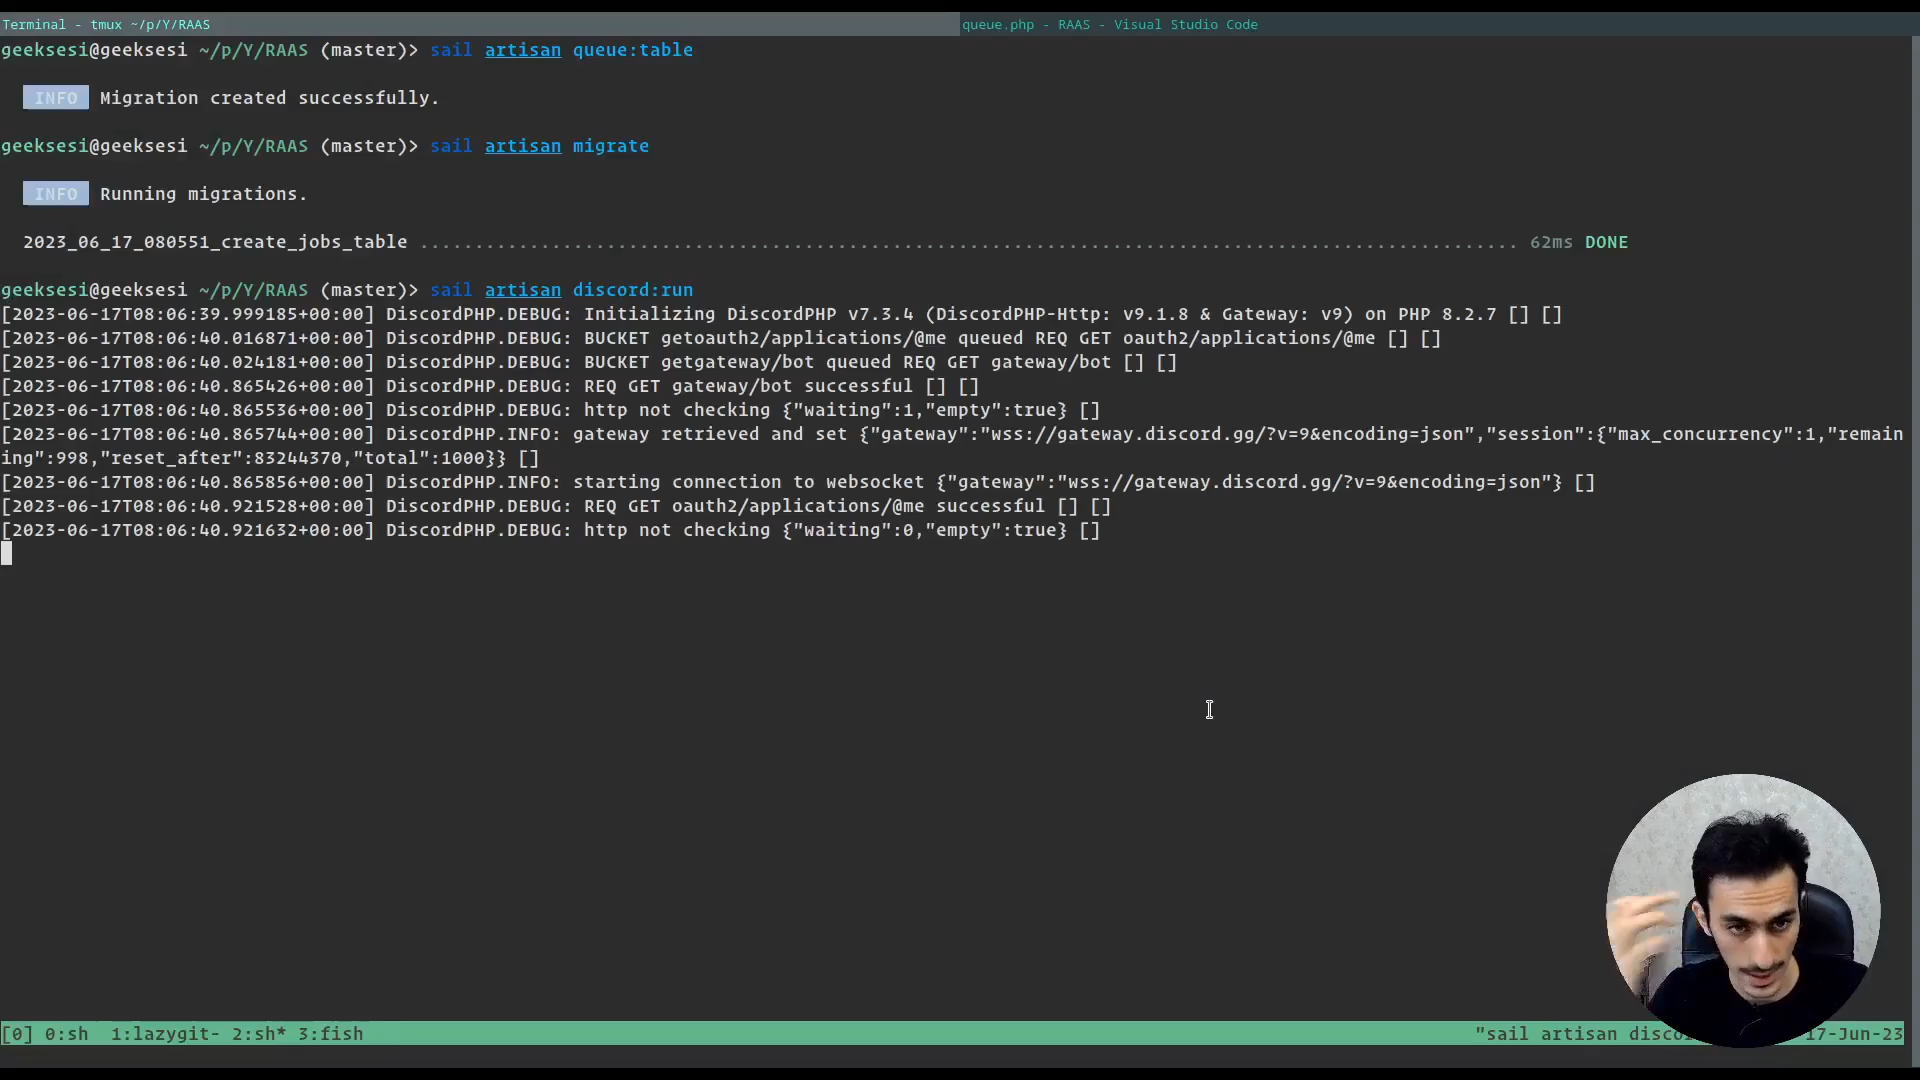 Terminal - tmux ~/p/Y/RAAS
queue.php - RAAS - Visual Studio Code
geeksesi@geeksesi ~/p/Y/RAAS (master)> sail artisan queue:table
INFO Migration created successfully.
geeksesi@geeksesi ~/p/Y/RAAS (master)> sail artisan migrate
INFO Running migrations.
2023_06_17_080551_create_jobs_table .................................................................................................... 62ms DONE
geeksesi@geeksesi ~/p/Y/RAAS (master)> sail artisan discord:run
[2023-06-17T08:06:39.999185+00:00] DiscordPHP.DEBUG: Initializing DiscordPHP v7.3.4 (DiscordPHP-Http: v9.1.8 & Gateway: v9) on PHP 8.2.7 [] []
[2023-06-17T08:06:40.016871+00:00] DiscordPHP.DEBUG: BUCKET getoauth2/applications/@me queued REQ GET oauth2/applications/@me [] []
[2023-06-17T08:06:40.024181+00:00] DiscordPHP.DEBUG: BUCKET getgateway/bot queued REQ GET gateway/bot [] []
[2023-06-17T08:06:40.865426+00:00] DiscordPHP.DEBUG: REQ GET gateway/bot successful [] []
[2023-06-17T08:06:40.865536+00:00] DiscordPHP.DEBUG: http not checking {"waiting":1,"empty":true} []
[2023-06-17T08:06:40.865744+00:00] DiscordPHP.INFO: gateway retrieved and set {"gateway":"wss://gateway.discord.gg/?v=9&encoding=json","session":{"max_concurrency":1,"remain
ing":998,"reset_after":83244370,"total":1000}} []
[2023-06-17T08:06:40.865856+00:00] DiscordPHP.INFO: starting connection to websocket {"gateway":"wss://gateway.discord.gg/?v=9&encoding=json"} []
[2023-06-17T08:06:40.921528+00:00] DiscordPHP.DEBUG: REQ GET oauth2/applications/@me successful [] []
[2023-06-17T08:06:40.921632+00:00] DiscordPHP.DEBUG: http not checking {"waiting":0,"empty":true} []
[0] 0:sh 1:lazygit- 2:sh* 3:fish "sail artisan disco 17-Jun-23